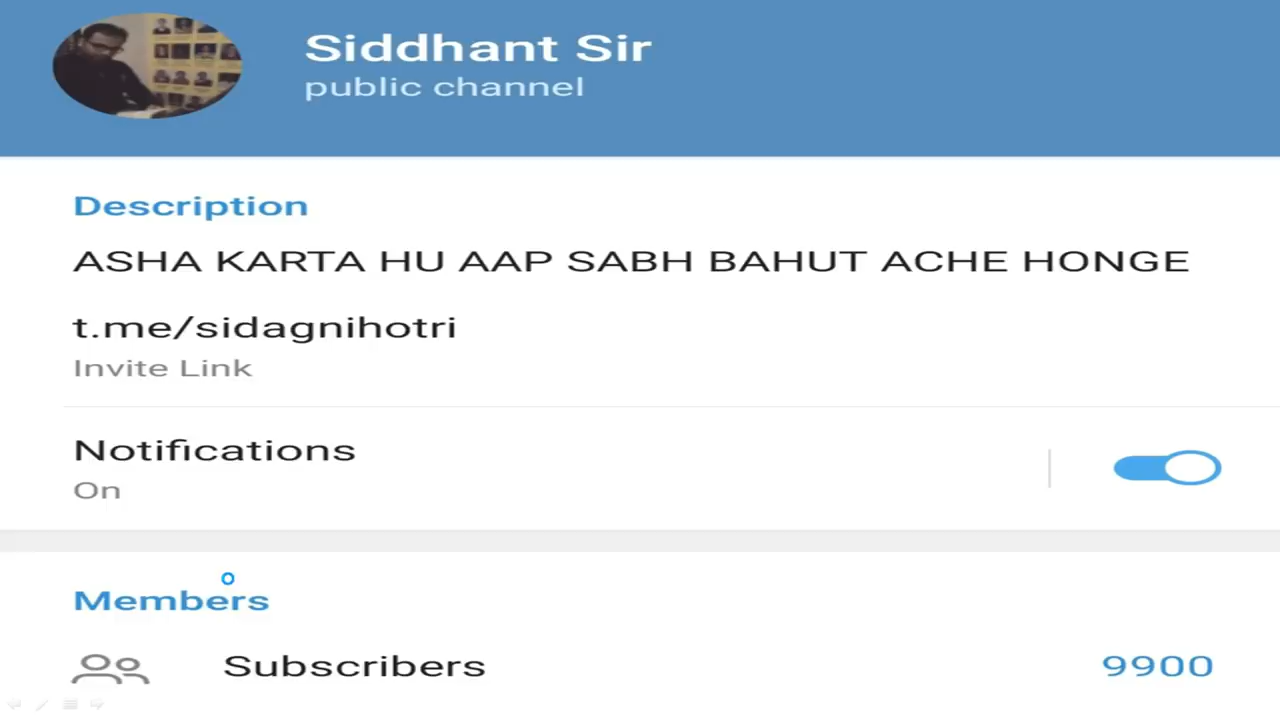 Siddhant Sir
public channel
Description
ASHA KARTA HU AAP SABH BAHUT ACHE HONGE
t.me/sidagnihotri
Invite Link
Notifications
On
Members
Subscribers 9900